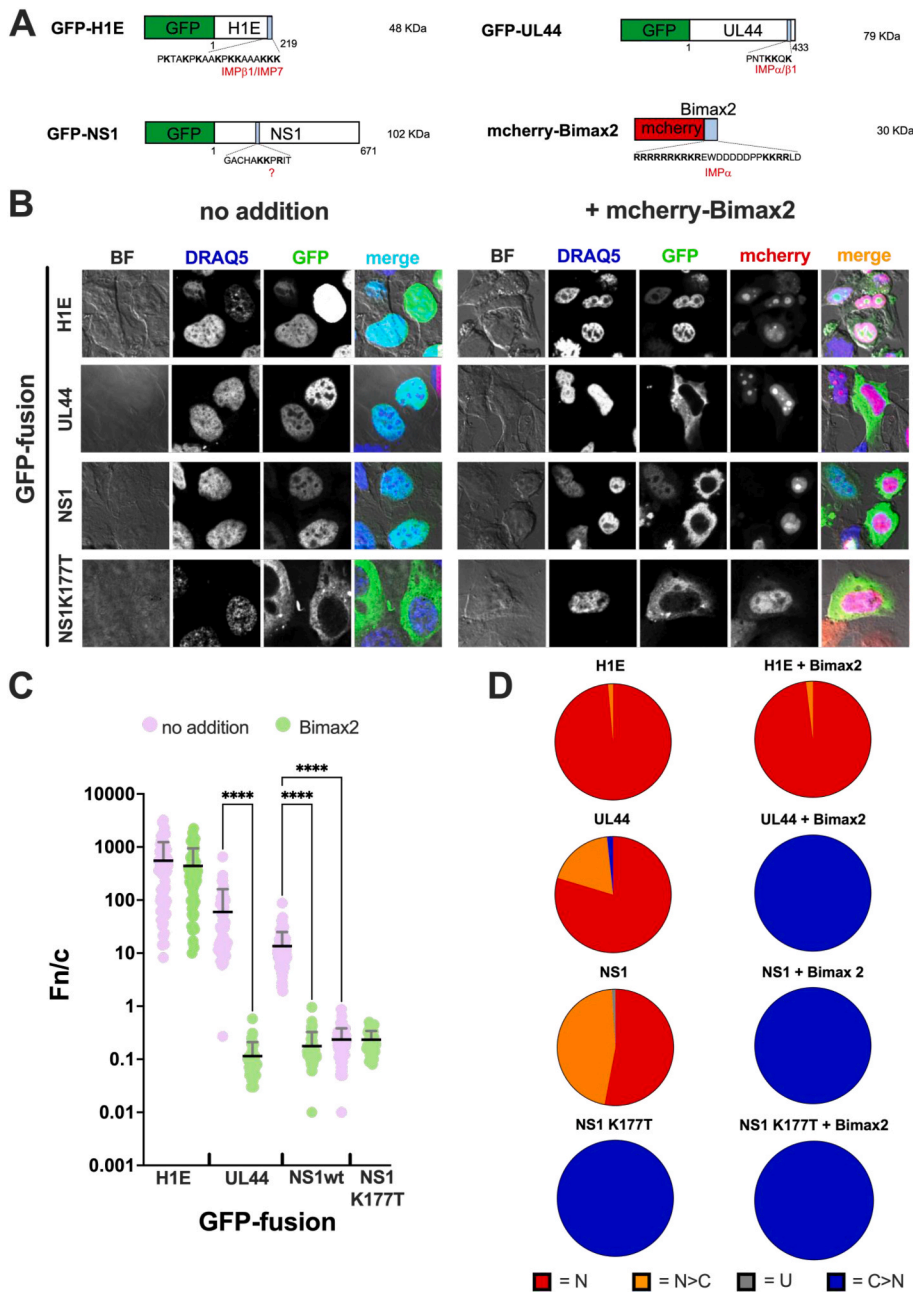 A
GFP-H1E
GFP
H1E
48 KDa
1
219
PKTAKPKAAKPKKAAAKKK
IMPβ1/IMP7
GFP-UL44
GFP
UL44
79 KDa
1
433
PNTKKQK
IMPα/β1
GFP-NS1
GFP
NS1
102 KDa
1
671
GACHAKKPRIT
?
mcherry-Bimax2
Bimax2
mcherry
30 KDa
RRRRRRKRKREWDDDDDPPKKRRLD
IMPα
B
no addition
+ mcherry-Bimax2
BF DRAQ5 GFP merge
BF DRAQ5 GFP mcherry merge
GFP-fusion
H1E
UL44
NS1
NS1K177T
C
no addition
Bimax2
Fn/c
10000
1000
100
10
1
0.1
0.01
0.001
****
****
****
H1E UL44 NS1wt NS1
K177T
GFP-fusion
D
H1E
H1E + Bimax2
UL44
UL44 + Bimax2
NS1
NS1 + Bimax 2
NS1 K177T
NS1 K177T + Bimax2
= N = N>C = U = C>N